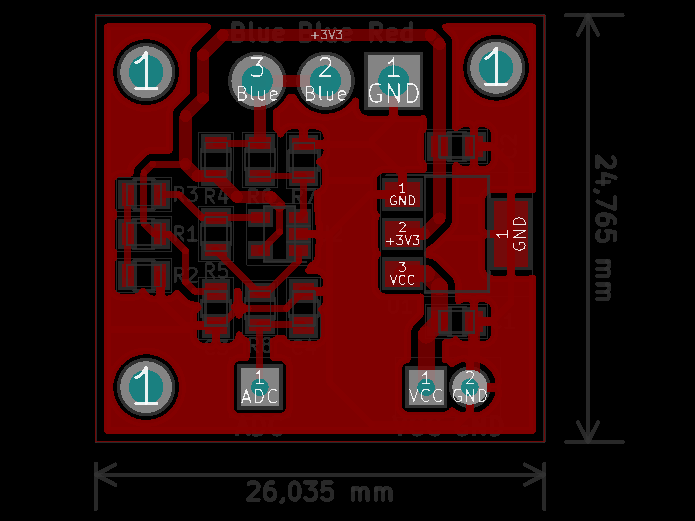 Blue Blue Red
+3V3
1
3
2
1
1
Blue
Blue
GND
R3 R4 R6 R7
1
GND
R1
2
+3V3
1
GND
R2 R5
3
VCC
24,765 mm
R8
1
1
ADC
1
VCC
2
GND
26,035 mm